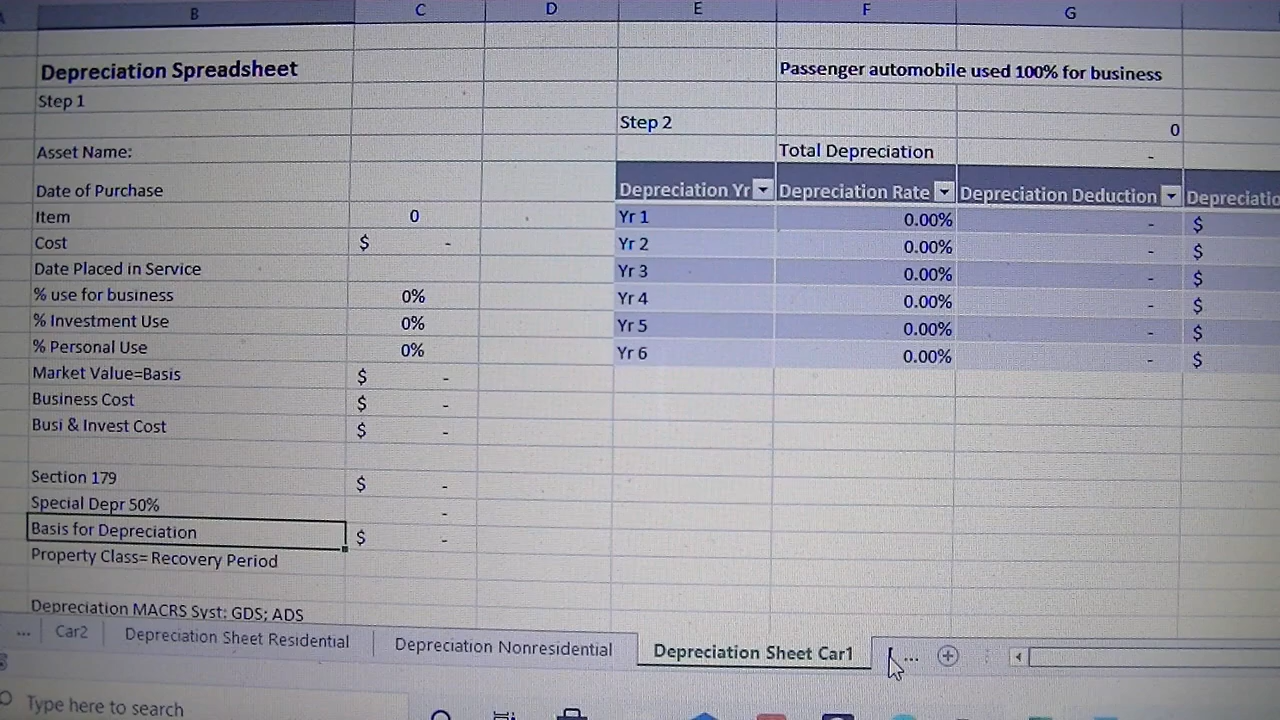 B C D E F G
Depreciation Spreadsheet Passenger automobile used 100% for business
Step 1
Step 2 0
Asset Name: Total Depreciation -
Date of Purchase Depreciation Yr Depreciation Rate Depreciation Deduction Depreciatio
Item 0 Yr 1 0.00% - $
Cost $ - Yr 2 0.00% - $
Date Placed in Service Yr 3 0.00% - $
% use for business 0% Yr 4 0.00% - $
% Investment Use 0% Yr 5 0.00% - $
% Personal Use 0% Yr 6 0.00% - $
Market Value=Basis $ -
Business Cost $ -
Busi & Invest Cost $ -
Section 179 $ -
Special Depr 50% -
Basis for Depreciation $ -
Property Class= Recovery Period
Depreciation MACRS Syst: GDS; ADS
... Car2 Depreciation Sheet Residential Depreciation Nonresidential Depreciation Sheet Car1 ...
Type here to search